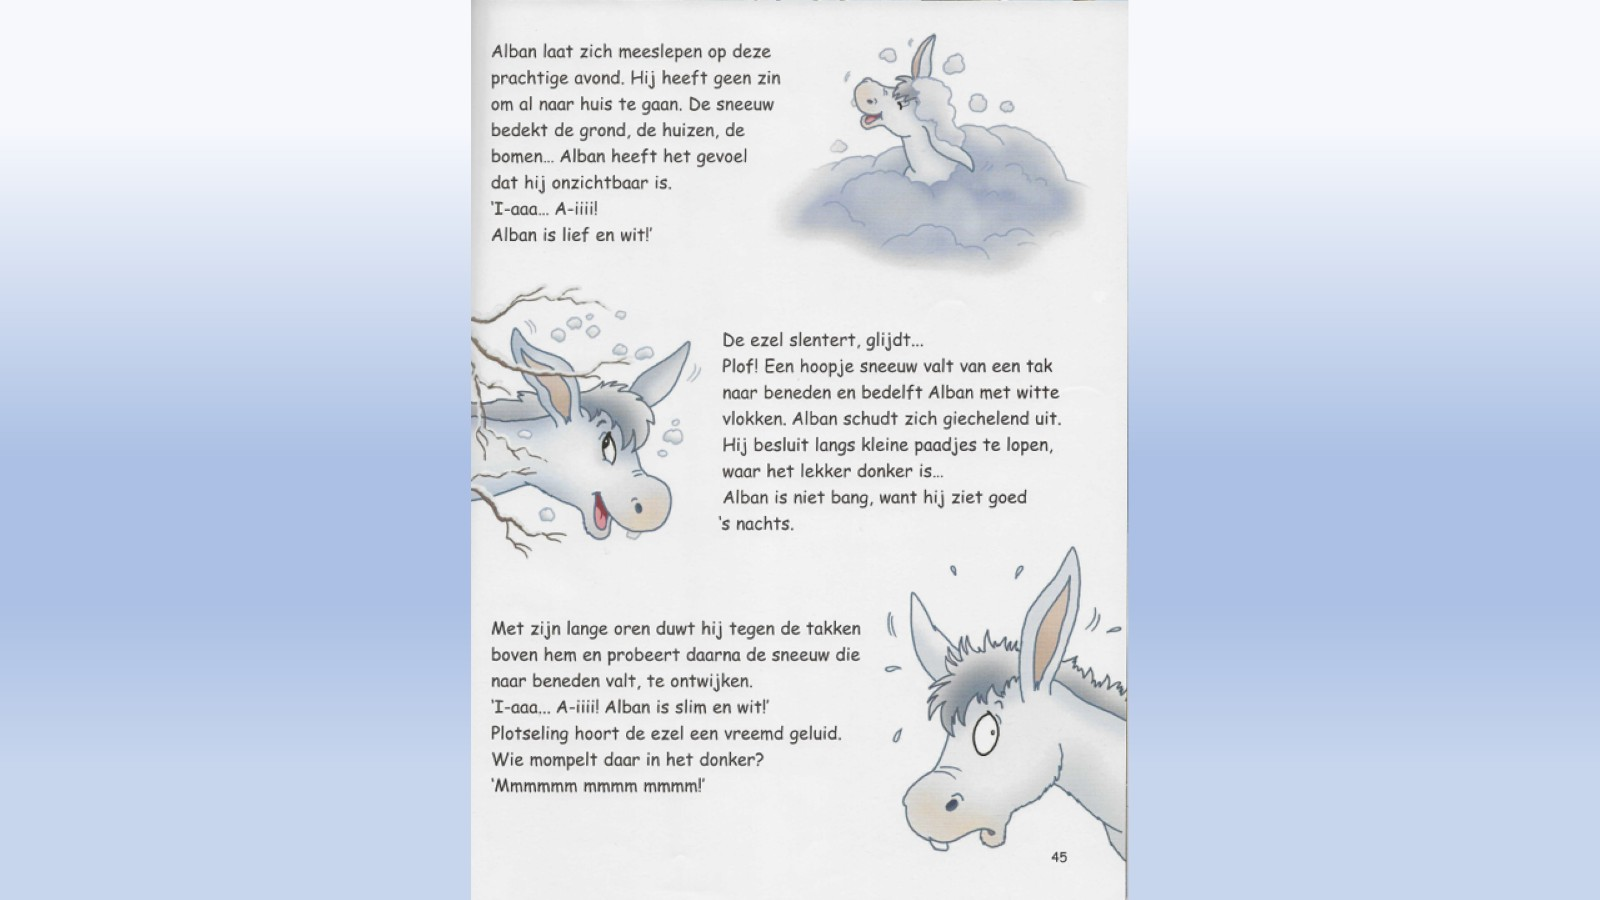 Alban laat zich meeslepen op deze
prachtige avond. Hij heeft geen zin
om al naar huis te gaan. De sneeuw
bedekt de grond, de huizen, de
bomen... Alban heeft het gevoel
dat hij onzichtbaar is.
'I-aaa... A-iiii!
Alban is lief en wit!'
De ezel slentert, glijdt...
Plof! Een hoopje sneeuw valt van een tak
naar beneden en bedelft Alban met witte
vlokken. Alban schudt zich giechelend uit.
Hij besluit langs kleine paadjes te lopen,
waar het lekker donker is...
Alban is niet bang, want hij ziet goed
's nachts.
Met zijn lange oren duwt hij tegen de takken
boven hem en probeert daarna de sneeuw die
naar beneden valt, te ontwijken.
'I-aaa... A-iiii! Alban is slim en wit!'
Plotseling hoort de ezel een vreemd geluid.
Wie mompelt daar in het donker?
'Mmmmmm mmmm mmmm!'
45